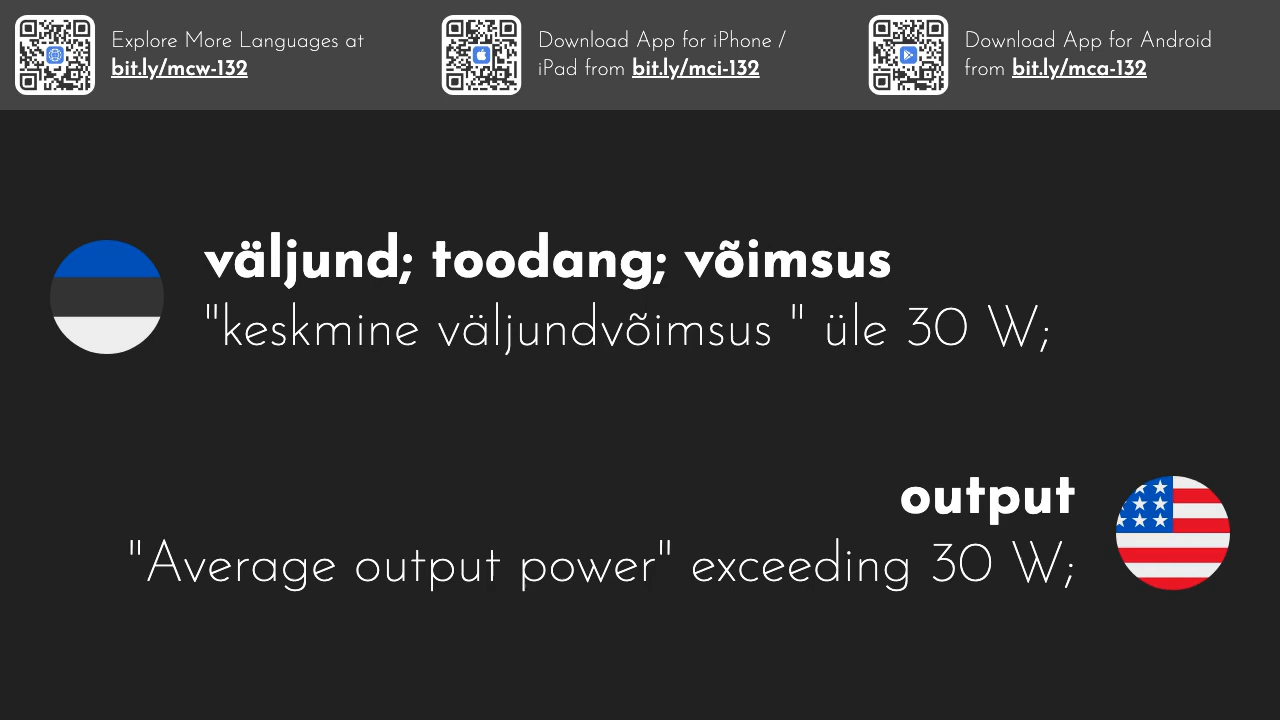 Explore More Languages at
bit.ly/mcw-132
Download App for iPhone /
iPad from bit.ly/mci-132
Download App for Android
from bit.ly/mca-132
väljund; toodang; võimsus
"keskmine väljundvõimsus " üle 30 W;
output
"Average output power" exceeding 30 W;